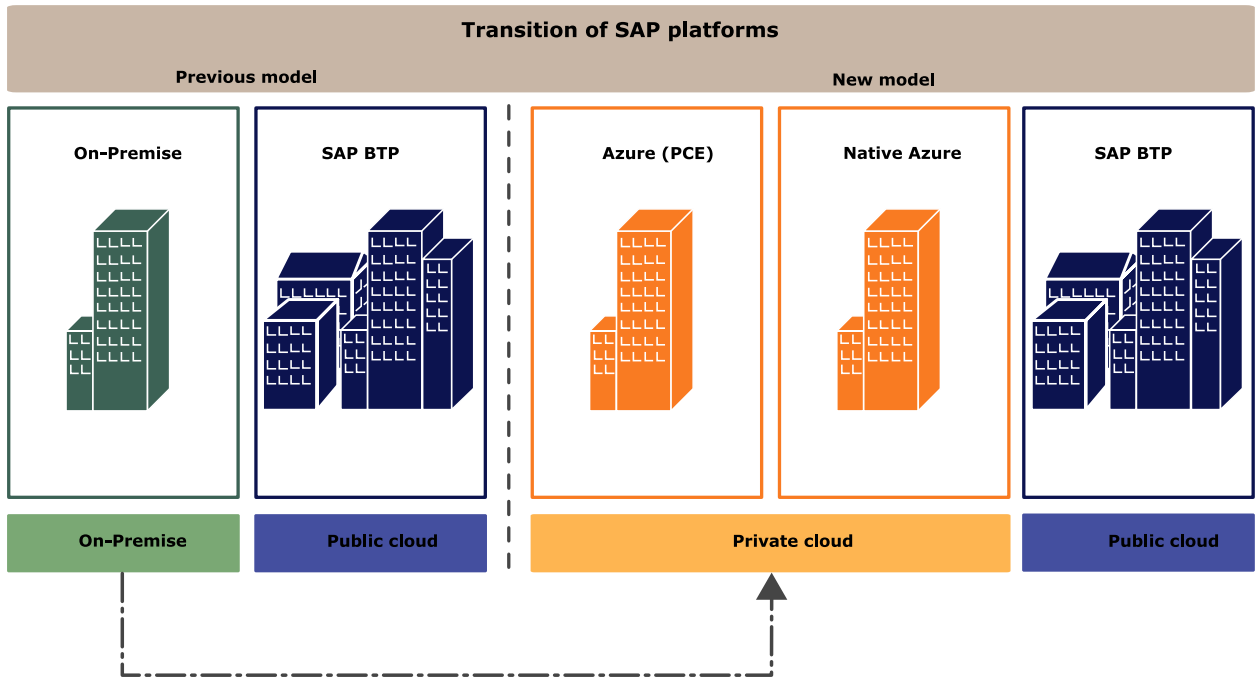 Transition of SAP platforms
Previous model
New model
On-Premise
SAP BTP
Azure (PCE)
Native Azure
SAP BTP
On-Premise
Public cloud
Private cloud
Public cloud